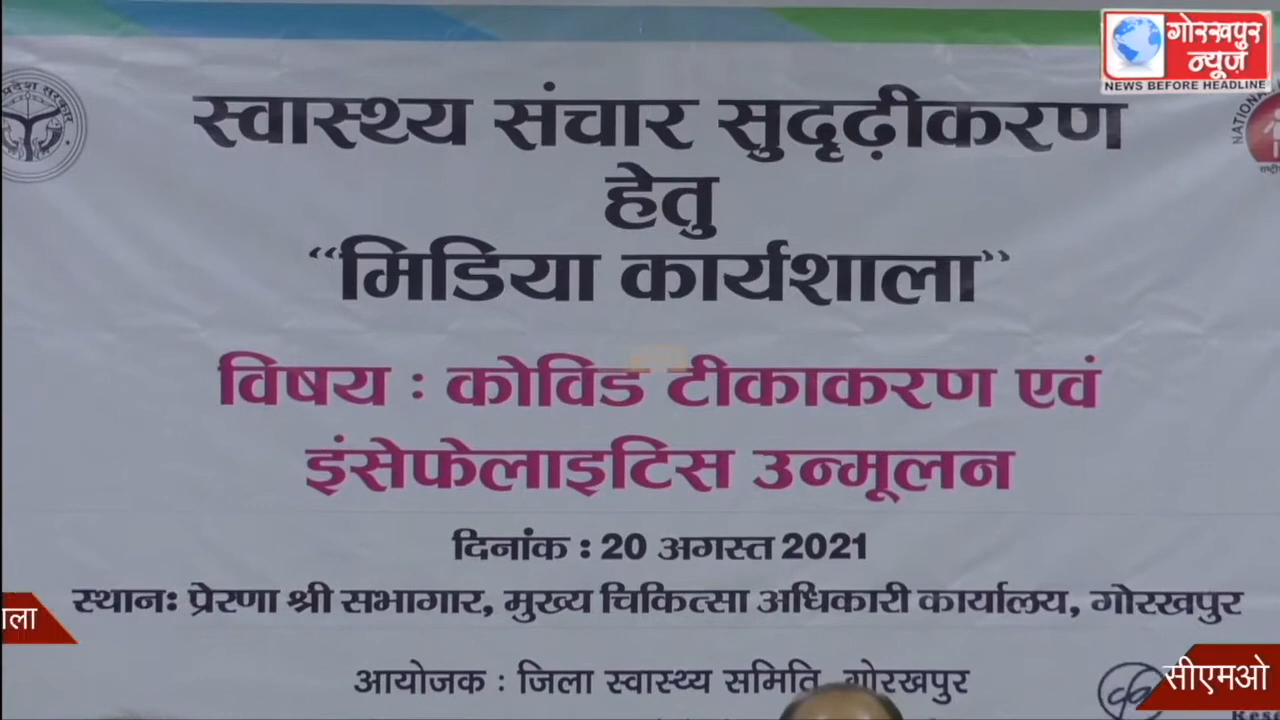 गोरखपुर
न्यूज़
NEWS BEFORE HEADLINE
स्वास्थ्य संचार सुदृढ़ीकरण
हेतु
“मिडिया कार्यशाला”
विषय : कोविड टीकाकरण एवं
इंसेफेलाइटिस उन्मूलन
दिनांक : 20 अगस्त 2021
स्थानः प्रेरणा श्री सभागार, मुख्य चिकित्सा अधिकारी कार्यालय, गोरखपुर
आयोजक : जिला स्वास्थ्य समिति, गोरखपुर
NATIONAL
ला
सीएमओ